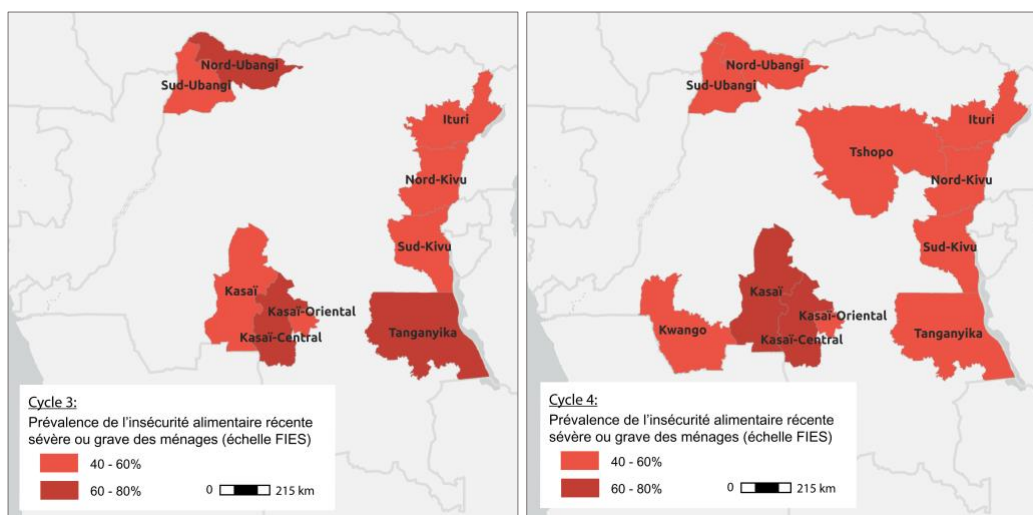 Nord-Ubangi
Sud-Ubangi
Ituri
Nord-Kivu
Sud-Kivu
Kasaï
Kasaï-Oriental
Kasaï-Central
Tanganyika
Cycle 3:
Prévalence de l'insécurité alimentaire récente
sévère ou grave des ménages (échelle FIES)
40 - 60%
60 - 80%
0 215 km
Nord-Ubangi
Sud-Ubangi
Ituri
Tshopo
Nord-Kivu
Sud-Kivu
Kasaï
Kasaï-Oriental
Kwango
Kasaï-Central
Tanganyika
Cycle 4:
Prévalence de l'insécurité alimentaire récente
sévère ou grave des ménages (échelle FIES)
40 - 60%
60 - 80%
0 215 km